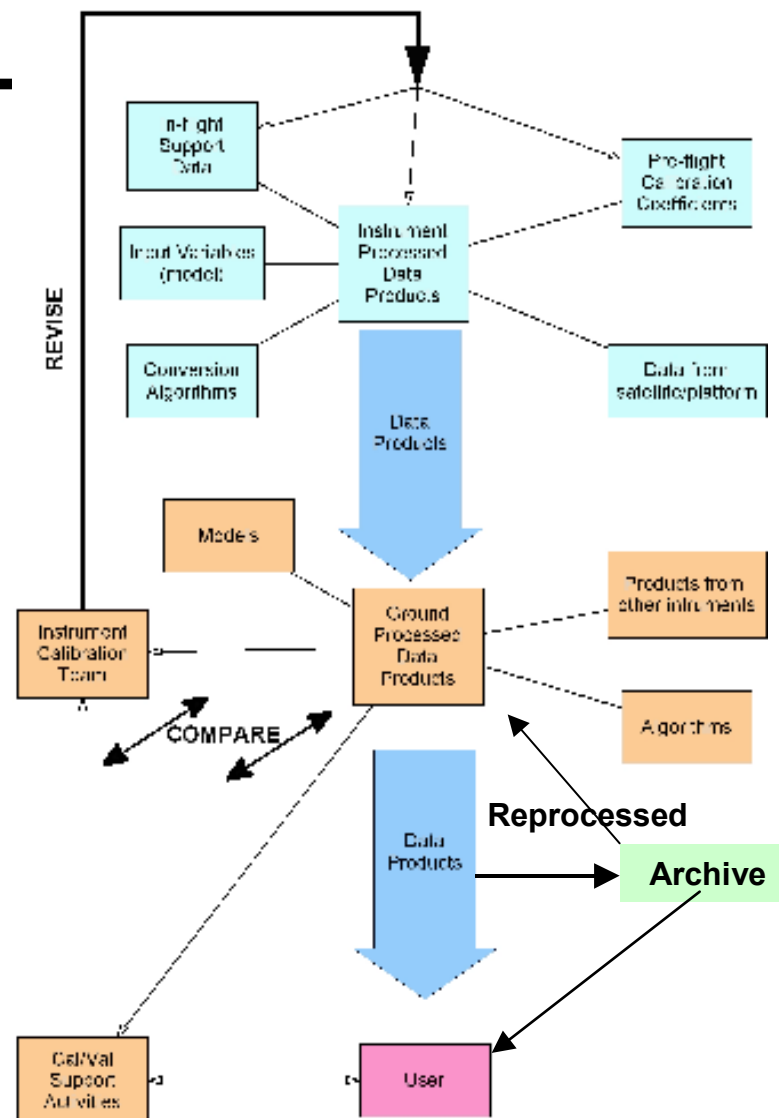 In-flight
Support
Data
Pre-flight
Calibration
Coefficients
Instrument
Processed
Data
Products
Input Variables
(model)
REVISE
Conversion
Algorithms
Data from
satellite/platform
Data
Products
Models
Products from
other intruments
Ground
Processed
Data
Products
Instrument
Calibration
Team
Algorithms
COMPARE
Reprocessed
Data
Products
Archive
Cal/Val
Support
Activities
User